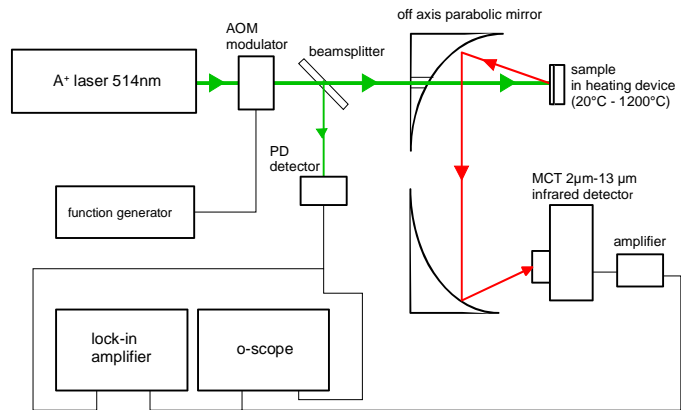 off axis parabolic mirror
AOM
modulator
beamsplitter
A⁺ laser 514nm
sample
in heating device
(20°C - 1200°C)
PD
detector
MCT 2µm-13 µm
infrared detector
function generator
amplifier
lock-in
amplifier
o-scope